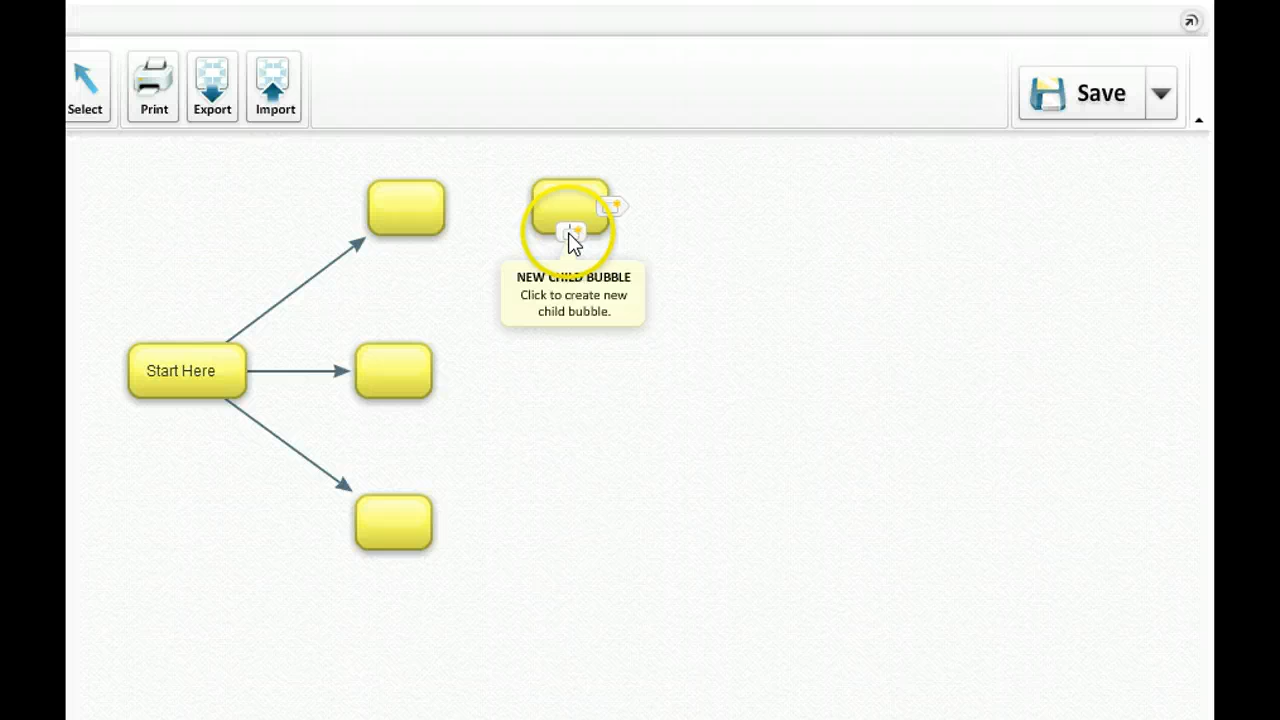 Select
Print
Export
Import
Save
Start Here
NEW CHILD BUBBLE
Click to create new
child bubble.